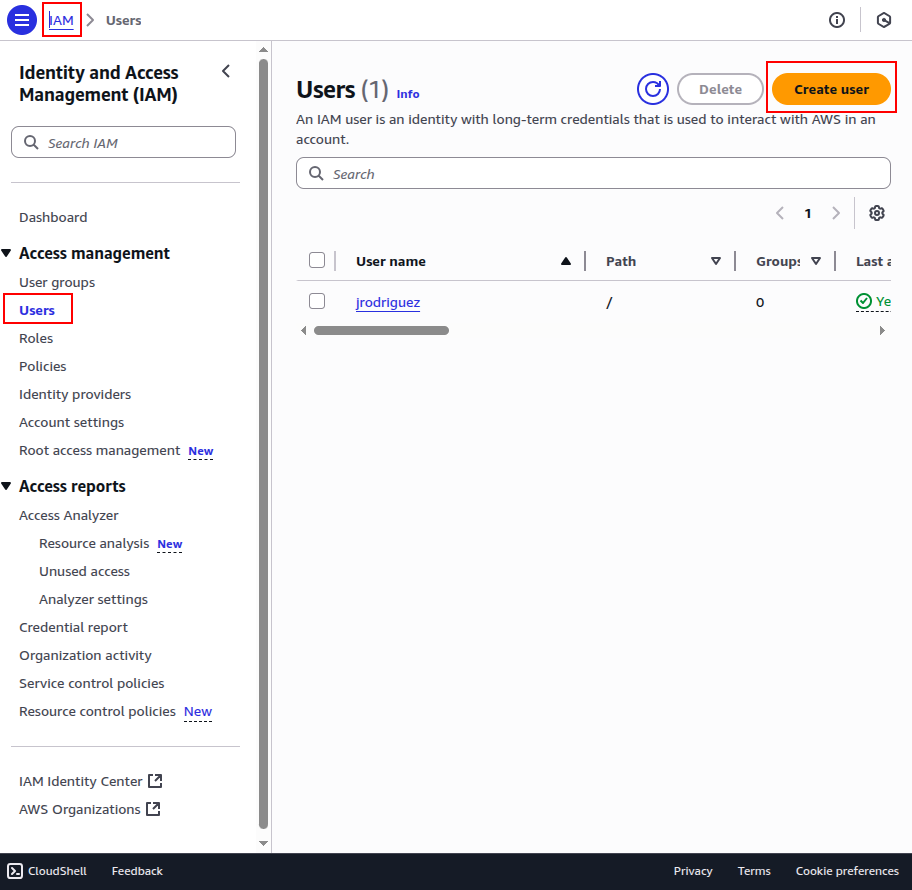 IAM
Users
Identity and Access
Management (IAM)
Search IAM
Dashboard
Access management
User groups
Users
Roles
Policies
Identity providers
Account settings
Root access management New
Access reports
Access Analyzer
Resource analysis New
Unused access
Analyzer settings
Credential report
Organization activity
Service control policies
Resource control policies New
IAM Identity Center
AWS Organizations
Users (1) Info
Delete
Create user
An IAM user is an identity with long-term credentials that is used to interact with AWS in an
account.
Search
1
User name Path Groups Last a
jrodriguez / 0 Ye
CloudShell Feedback Privacy Terms Cookie preferences